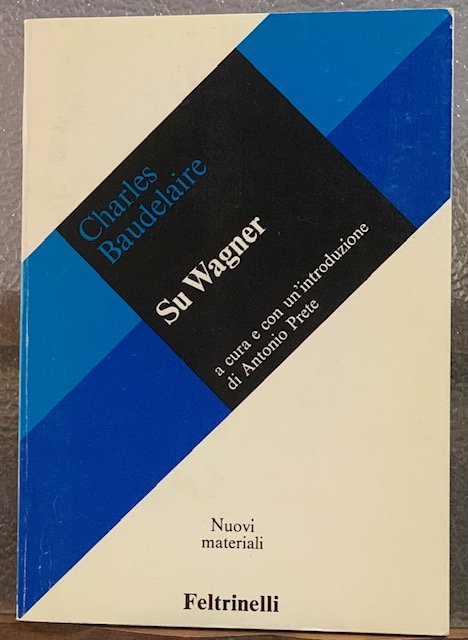 Charles
Baudelaire
Su Wagner
a cura e con un'introduzione
di Antonio Prete
Nuovi
materiali
Feltrinelli